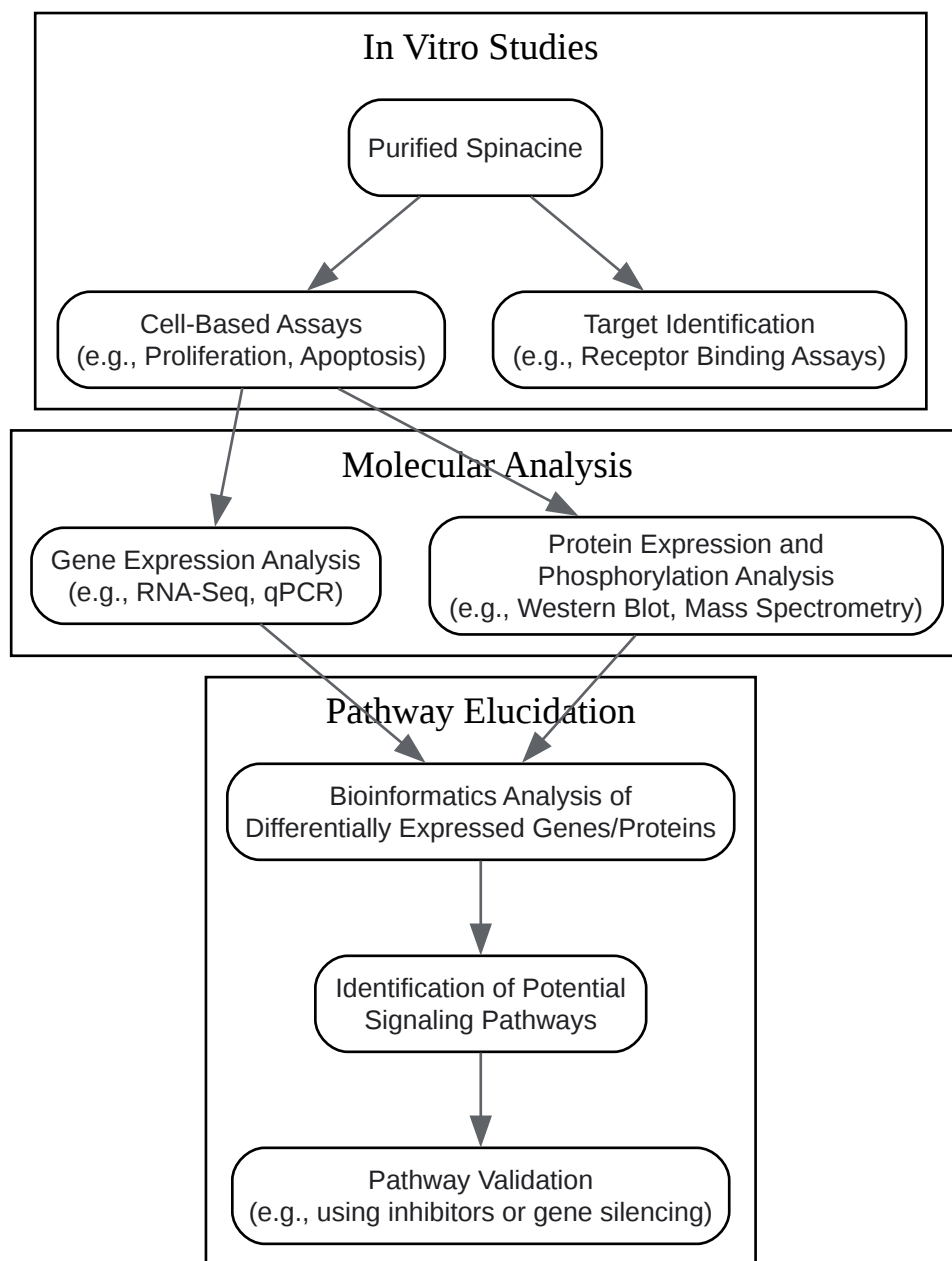 In Vitro Studies
Purified Spinacine
Cell-Based Assays
(e.g., Proliferation, Apoptosis)
Target Identification
(e.g., Receptor Binding Assays)
Molecular Analysis
Gene Expression Analysis
(e.g., RNA-Seq, qPCR)
Protein Expression and
Phosphorylation Analysis
(e.g., Western Blot, Mass Spectrometry)
Pathway Elucidation
Bioinformatics Analysis of
Differentially Expressed Genes/Proteins
Identification of Potential
Signaling Pathways
Pathway Validation
(e.g., using inhibitors or gene silencing)